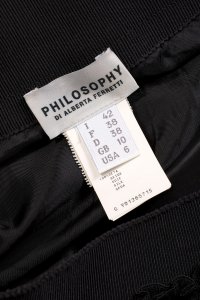 PHILOSOPHY
DI ALBERTA FERRETTI
I 42
F 38
D 38
GB 10
USA 6